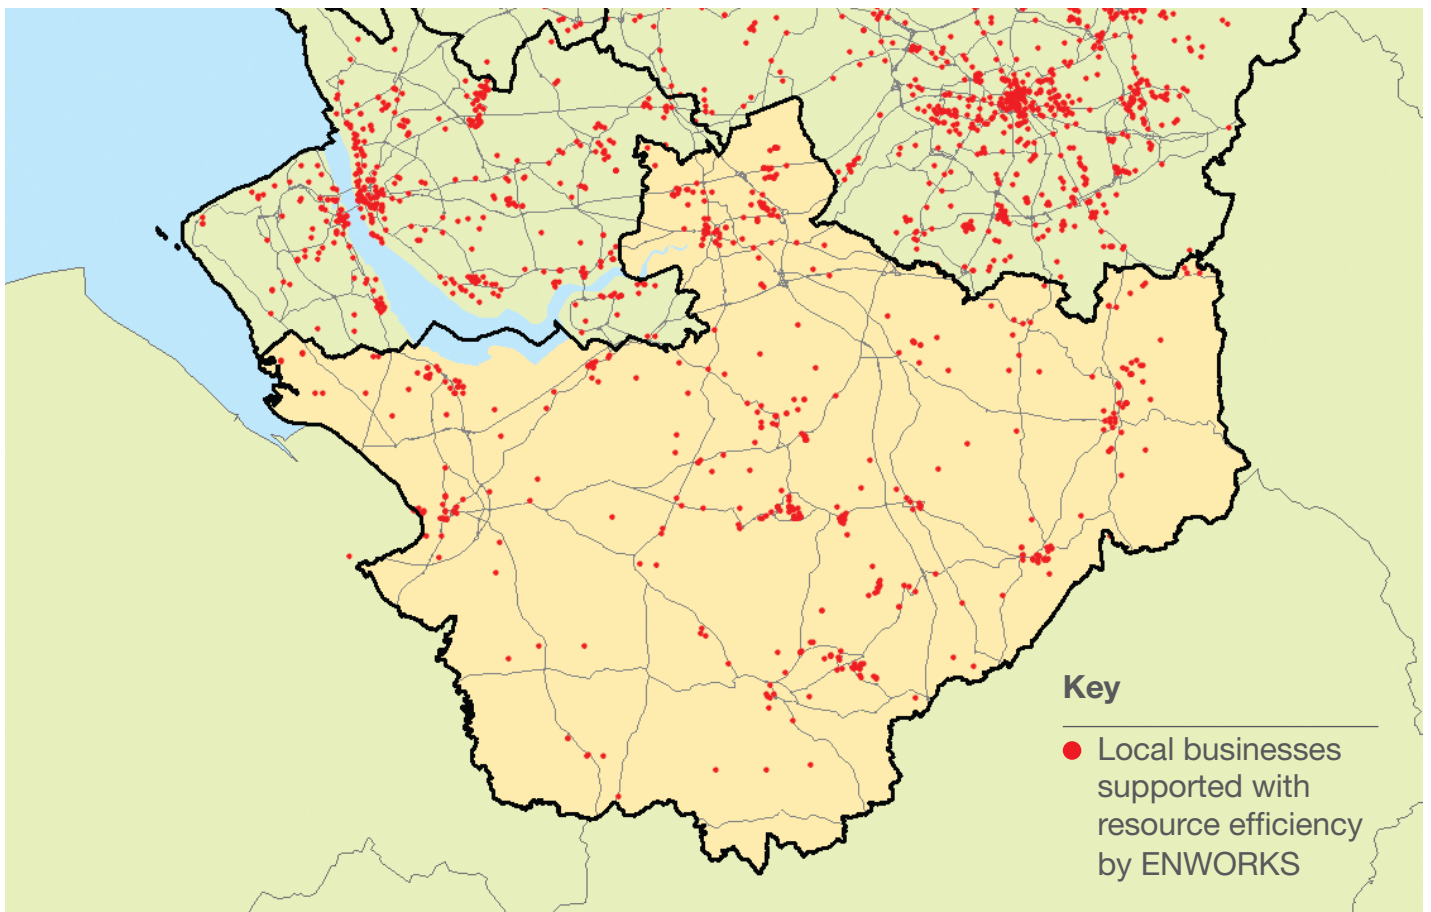 Key
Local businesses
supported with
resource efficiency
by ENWORKS